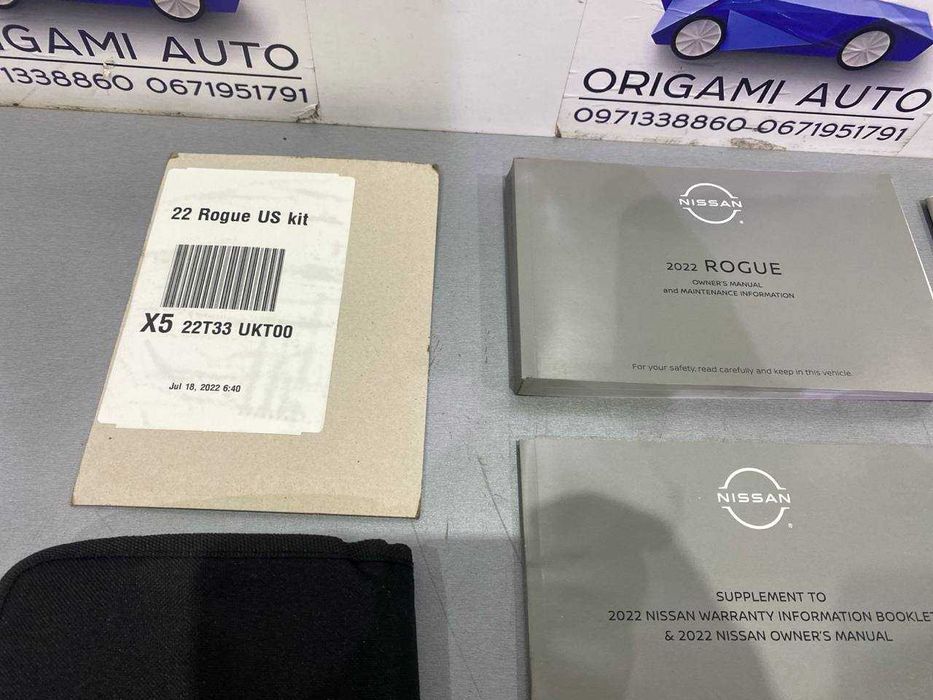 IGAMI AUTO
1338860 0671951791
ORIGAMI AUTO
0971338860 0671951791
22 Rogue US kit
X5 22T33 UKT00
Jul 18, 2022 6:40
NISSAN
2022 ROGUE
OWNER'S MANUAL
and MAINTENANCE INFORMATION
For your safety, read carefully and keep in this vehicle.
NISSAN
SUPPLEMENT TO
2022 NISSAN WARRANTY INFORMATION BOOKLET
& 2022 NISSAN OWNER'S MANUAL